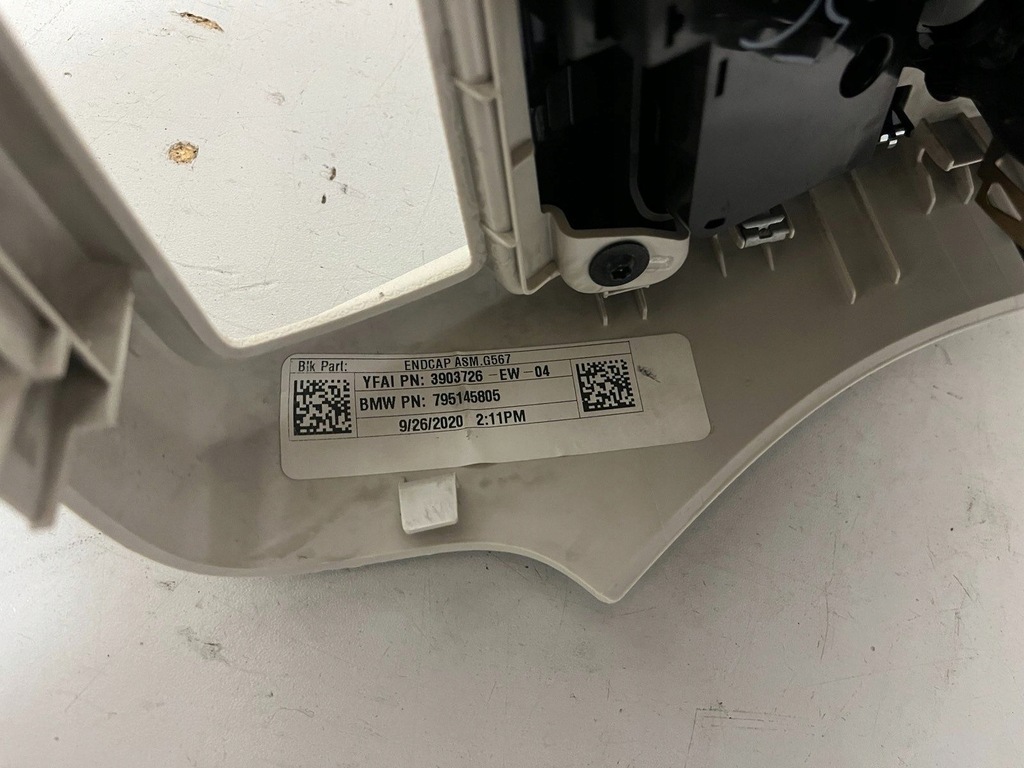 Blk Part: ENDCAP ASM.G567
YFAI PN: 3903726 -EW-04
BMW PN: 795145805
9/26/2020 2:11PM